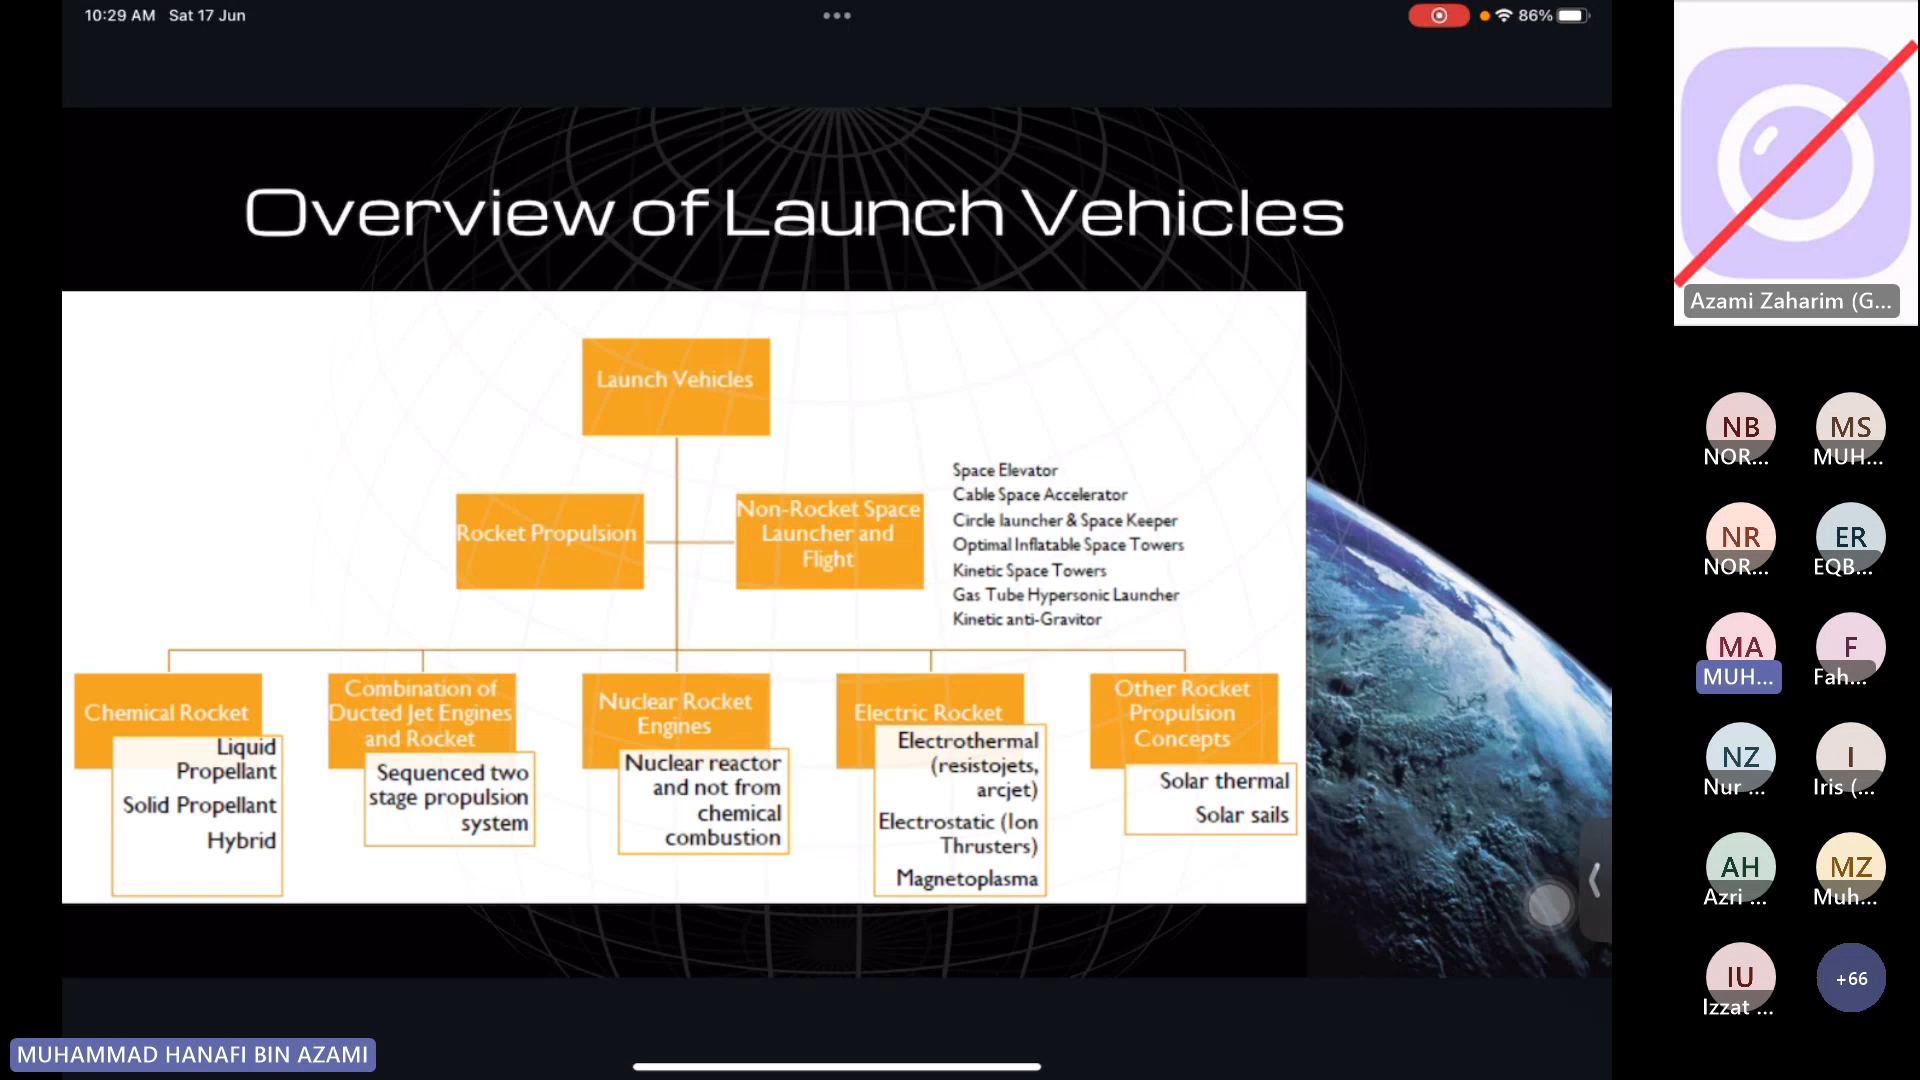 10:29 AM Sat 17 Jun
86%
Overview of Launch Vehicles
Launch Vehicles
Rocket Propulsion
Non-Rocket Space
Launcher and
Flight
Space Elevator
Cable Space Accelerator
Circle launcher & Space Keeper
Optimal Inflatable Space Towers
Kinetic Space Towers
Gas Tube Hypersonic Launcher
Kinetic anti-Gravitor
Chemical Rocket
Liquid
Propellant
Solid Propellant
Hybrid
Combination of
Ducted Jet Engines
and Rocket
Sequenced two
stage propulsion
system
Nuclear Rocket
Engines
Nuclear reactor
and not from
chemical
combustion
Electric Rocket
Electrothermal
(resistojets,
arcjet)
Electrostatic (Ion
Thrusters)
Magnetoplasma
Other Rocket
Propulsion
Concepts
Solar thermal
Solar sails
MUHAMMAD HANAFI BIN AZAMI
Azami Zaharim (G...
NB
NOR...
MS
MUH...
NR
NOR...
ER
EQB...
MA
MUH...
F
Fah...
NZ
Nur ...
I
Iris (...
AH
Azri ...
MZ
Muh...
IU
Izzat ...
+66